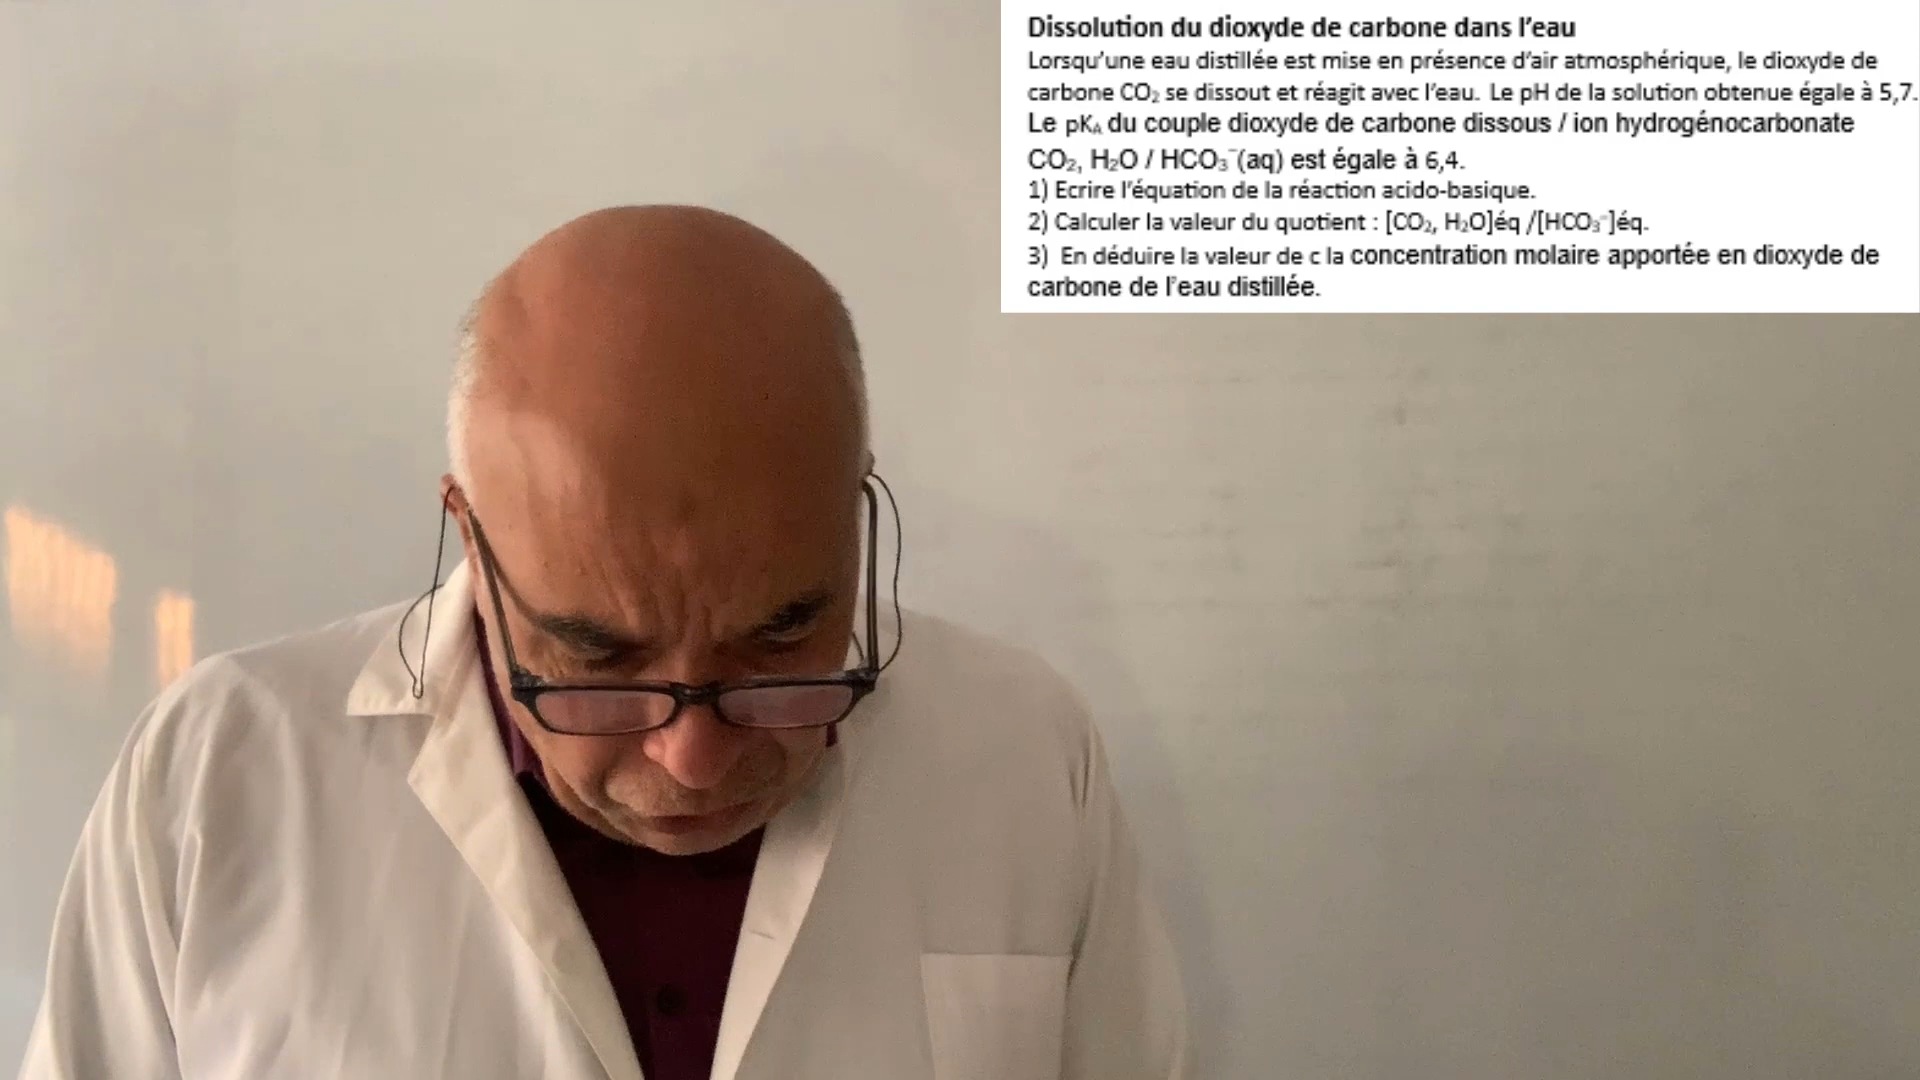 Dissolution du dioxyde de carbone dans l’eau
Lorsqu’une eau distillée est mise en présence d’air atmosphérique, le dioxyde de
carbone CO₂ se dissout et réagit avec l’eau. Le pH de la solution obtenue égale à 5,7.
Le pKₐ du couple dioxyde de carbone dissous / ion hydrogénocarbonate
CO₂, H₂O / HCO₃⁻(aq) est égale à 6,4.
1) Ecrire l’équation de la réaction acido-basique.
2) Calculer la valeur du quotient : [CO₂, H₂O]éq /[HCO₃⁻]éq.
3) En déduire la valeur de c la concentration molaire apportée en dioxyde de
carbone de l’eau distillée.